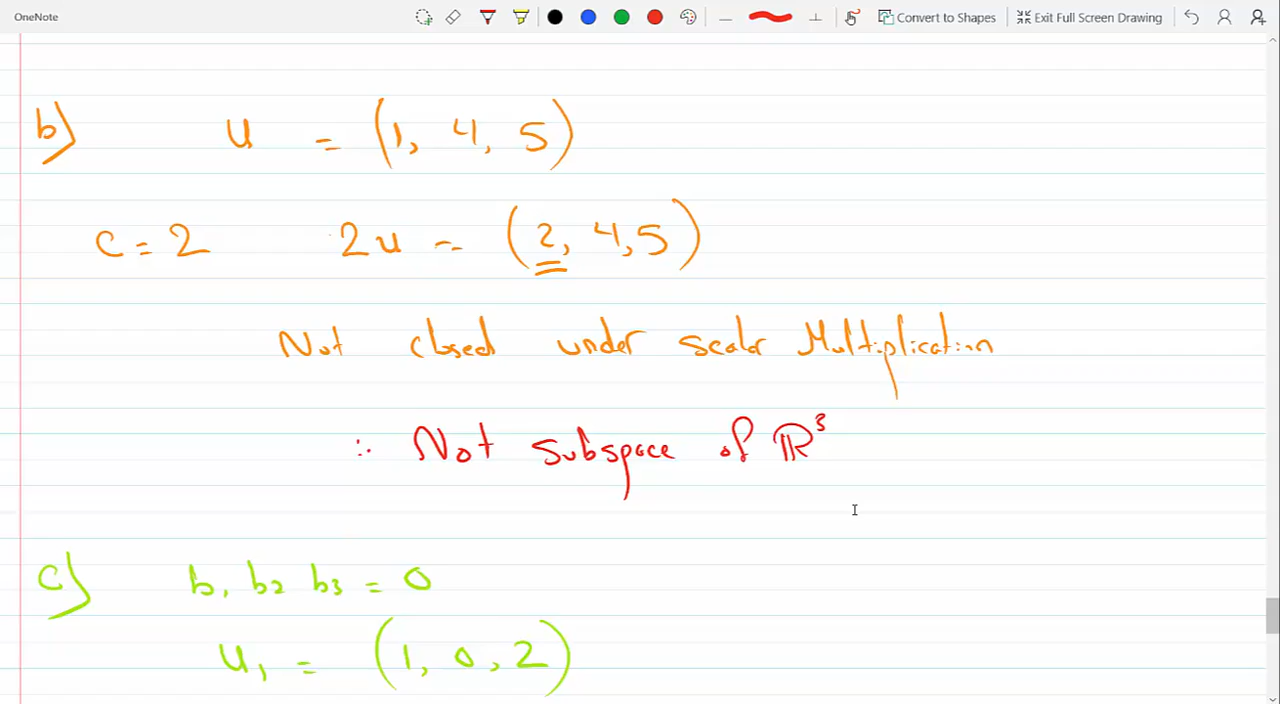 OneNote
Convert to Shapes
Exit Full Screen Drawing
b) u = (1, 4, 5)
c = 2 2u = (2, 4, 5)
Not closed under scalar Multiplication
∴ Not subspace of ℝ³
c) b₁ b₂ b₃ = 0
u₁ = (1, 0, 2)